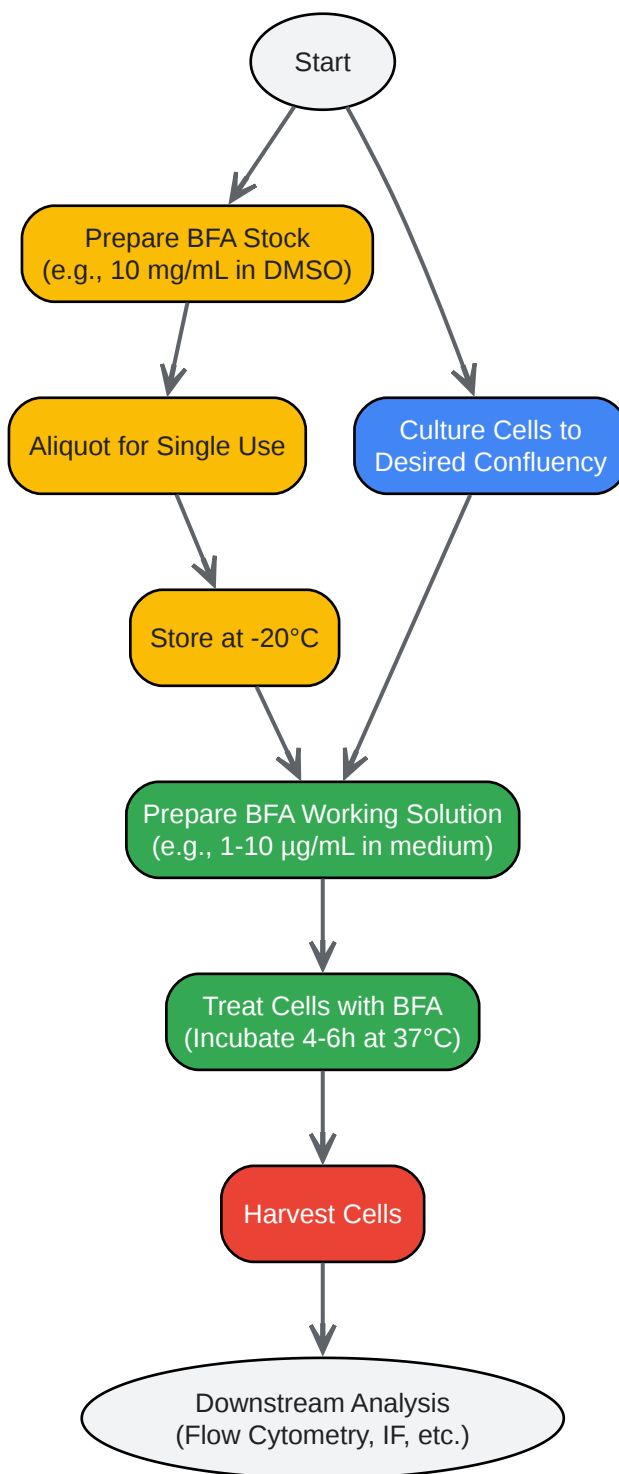 Start
Prepare BFA Stock
(e.g., 10 mg/mL in DMSO)
Aliquot for Single Use
Culture Cells to
Desired Confluency
Store at -20°C
Prepare BFA Working Solution
(e.g., 1-10 µg/mL in medium)
Treat Cells with BFA
(Incubate 4-6h at 37°C)
Harvest Cells
Downstream Analysis
(Flow Cytometry, IF, etc.)